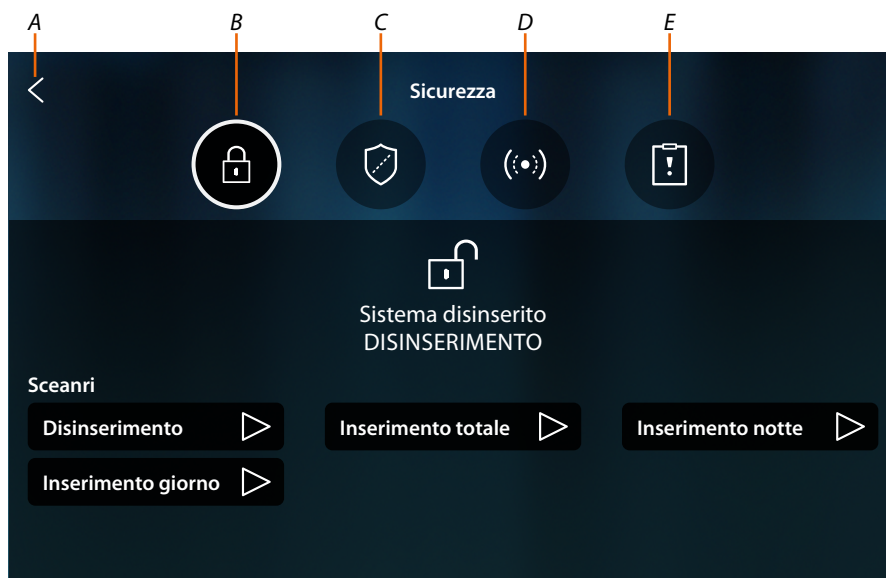 A B C D E
Sicurezza
Sistema disinserito
DISINSERIMENTO
Sceanri
Disinserimento Inserimento totale Inserimento notte
Inserimento giorno